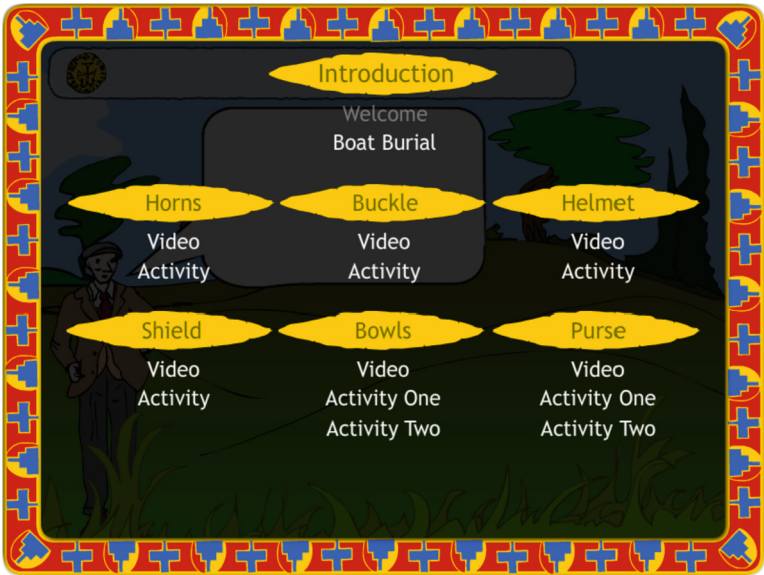 Introduction
Welcome
Boat Burial
Horns
Video
Activity
Buckle
Video
Activity
Helmet
Video
Activity
Shield
Video
Activity
Bowls
Video
Activity One
Activity Two
Purse
Video
Activity One
Activity Two